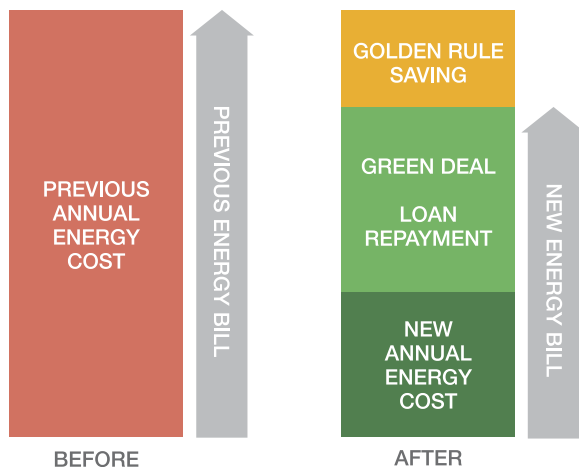 PREVIOUS
ANNUAL
ENERGY
COST
PREVIOUS ENERGY BILL
BEFORE
GOLDEN RULE
SAVING
GREEN DEAL
LOAN
REPAYMENT
NEW
ANNUAL
ENERGY
COST
NEW ENERGY BILL
AFTER